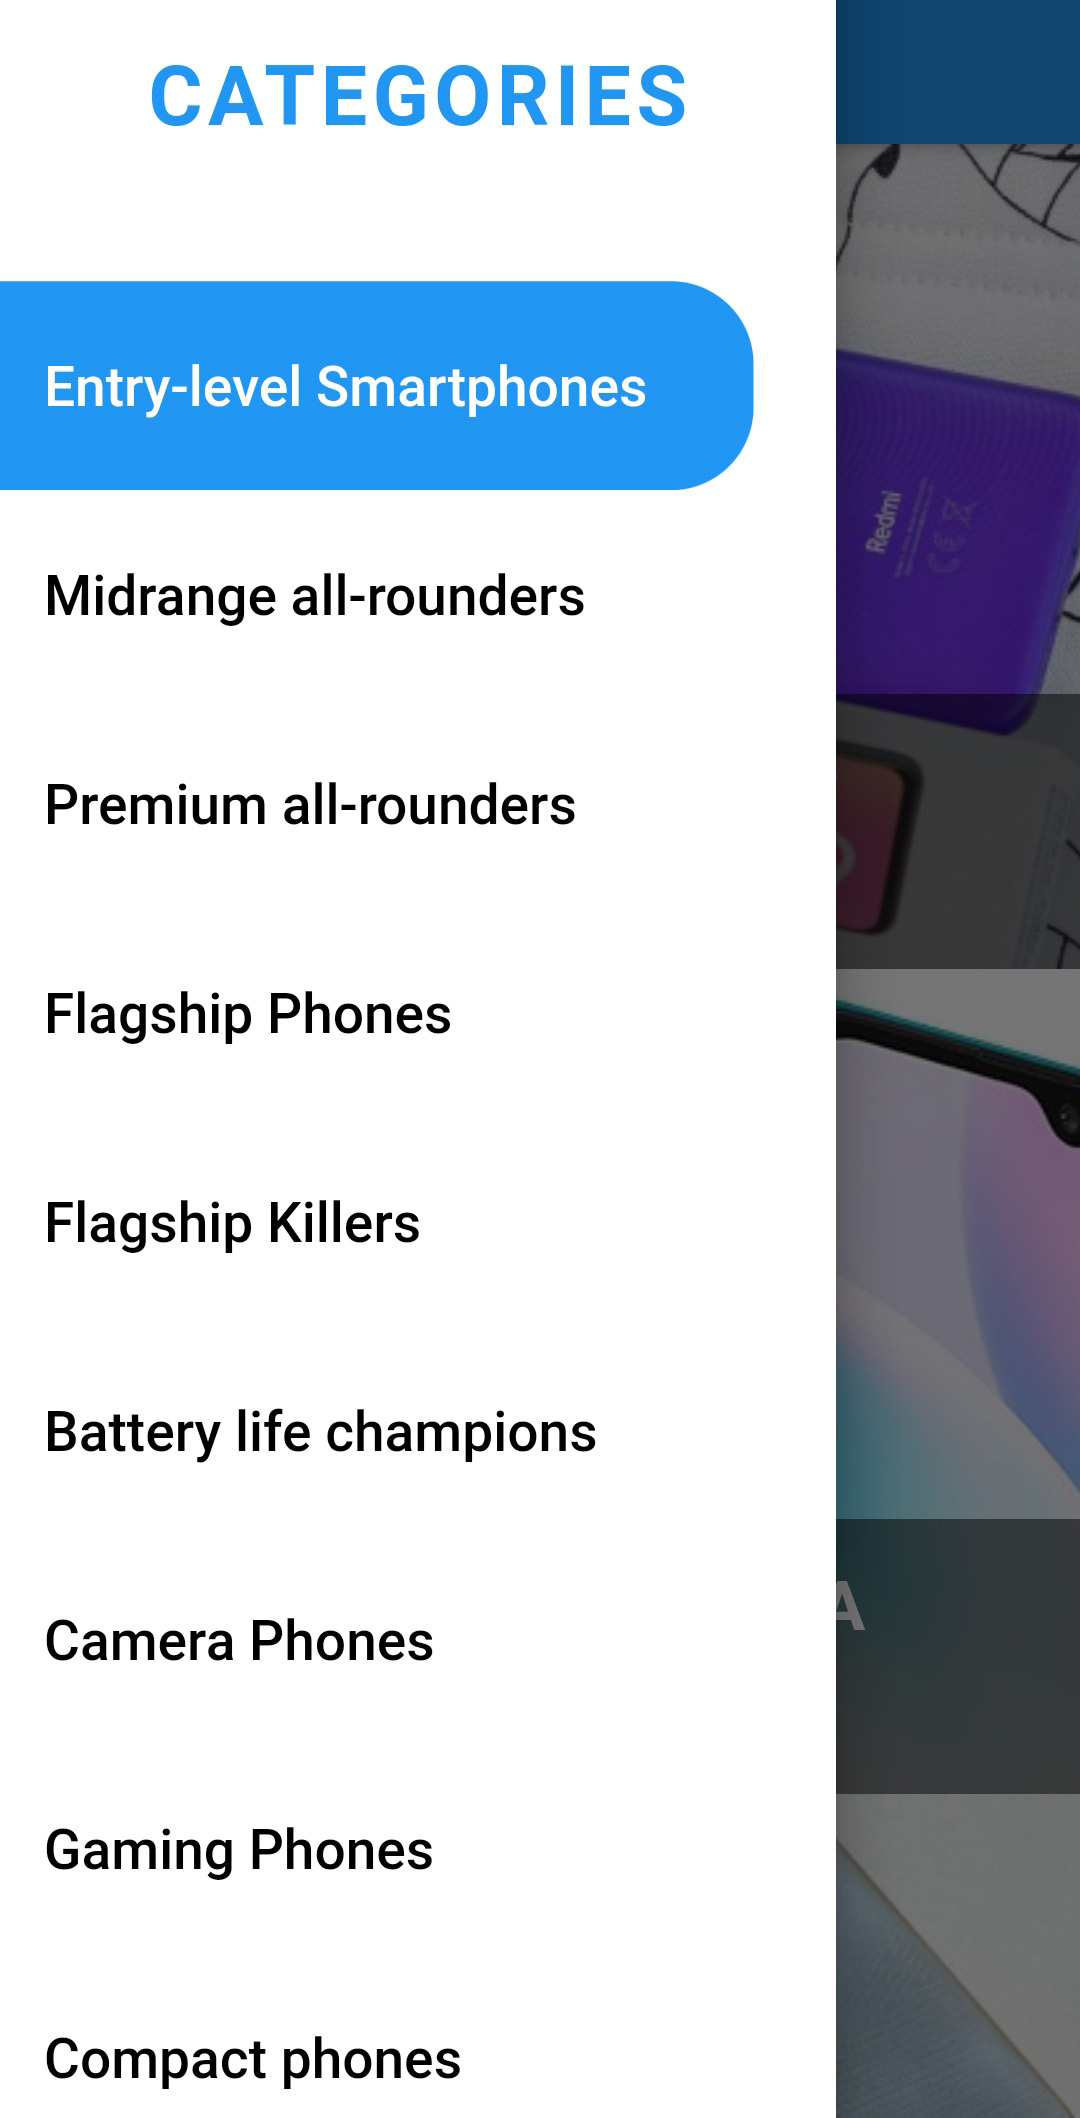 CATEGORIES
Entry-level Smartphones
Midrange all-rounders
Premium all-rounders
Flagship Phones
Flagship Killers
Battery life champions
Camera Phones
Gaming Phones
Compact phones
Redmi
A